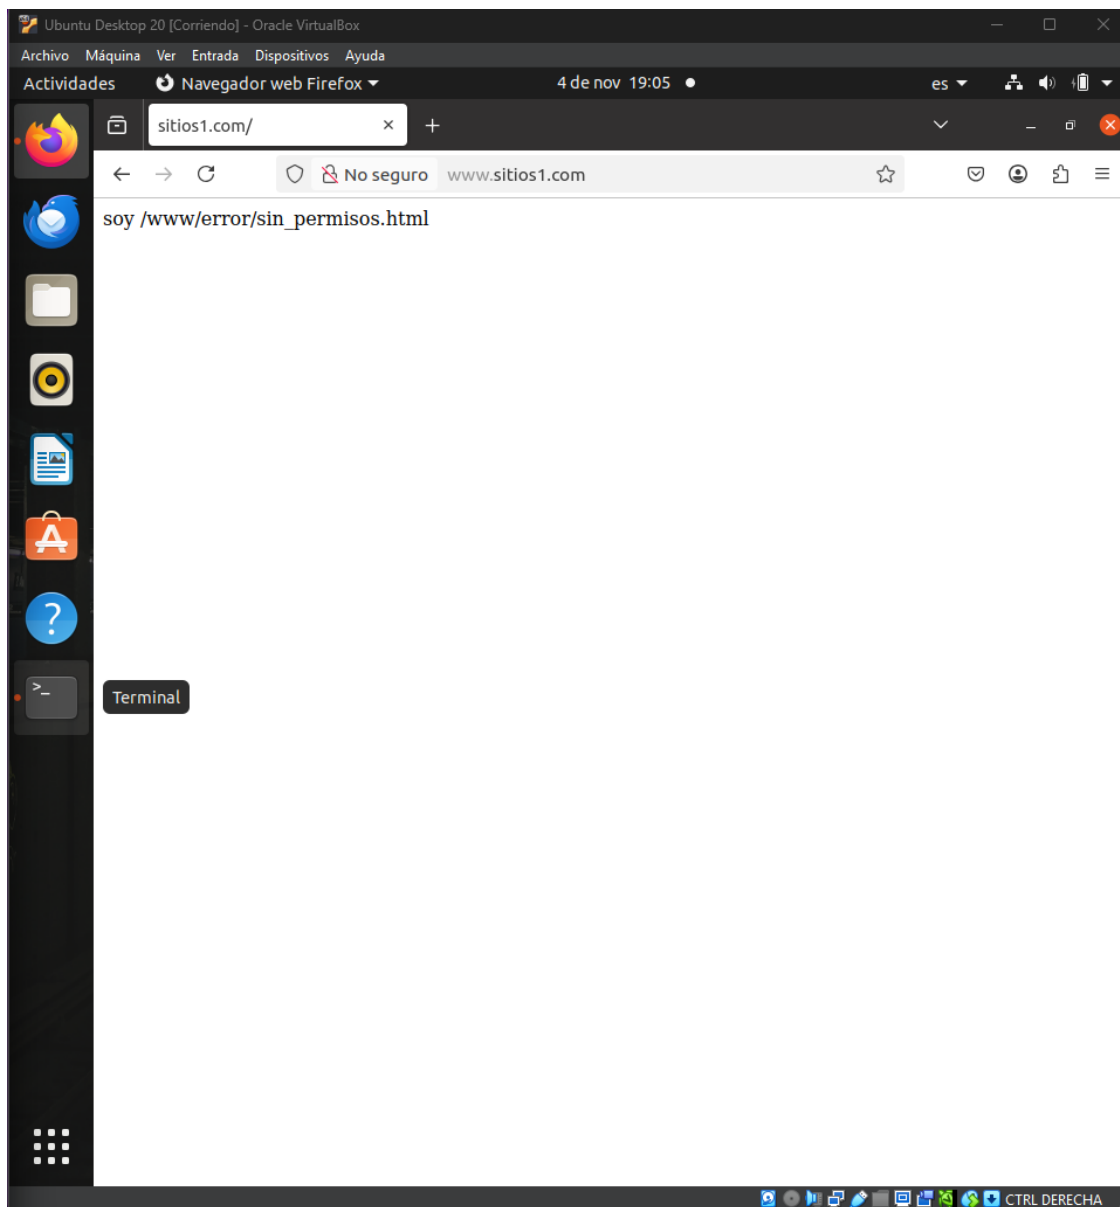 Ubuntu Desktop 20 [Corriendo] - Oracle VirtualBox
Archivo Máquina Ver Entrada Dispositivos Ayuda
Actividades Navegador web Firefox 4 de nov 19:05 es
sitios1.com/
No seguro www.sitios1.com
soy /www/error/sin_permisos.html
Terminal
CTRL DERECHA